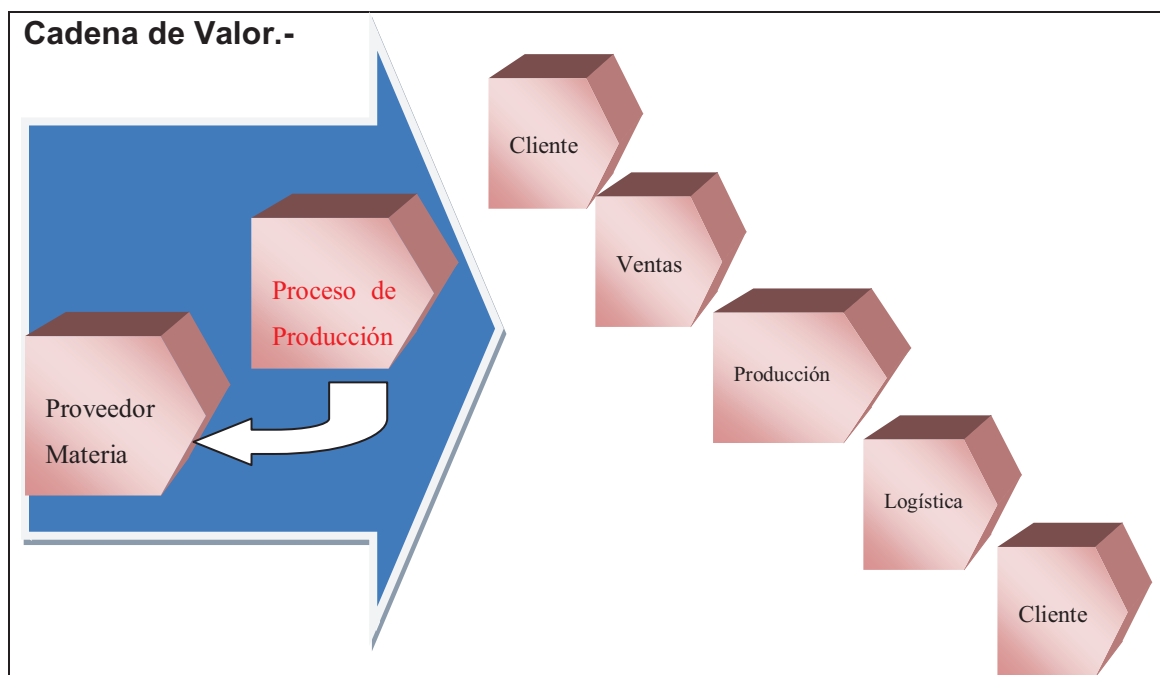 Cadena de Valor.-
Cliente
Ventas
Proceso de
Producción
Producción
Proveedor
Materia
Logística
Cliente